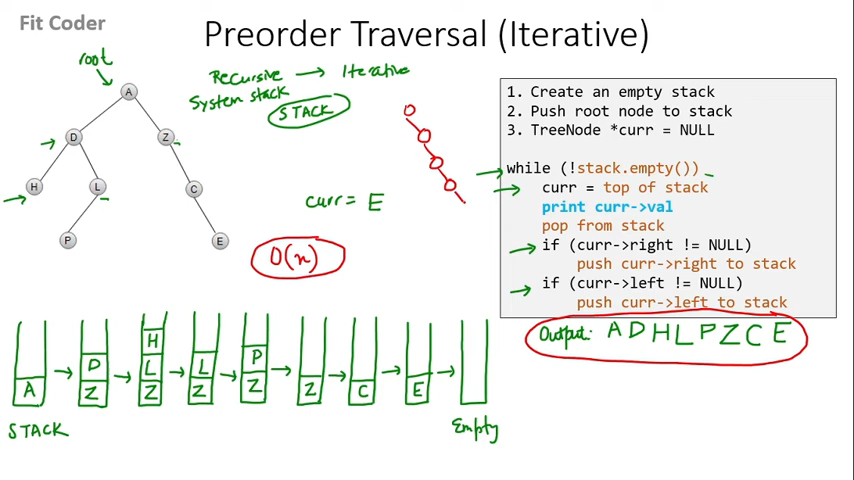 Fit Coder
Preorder Traversal (Iterative)
root
Recursive → Iterative
System stack
STACK
A
D
Z
H
L
C
P
E
curr = E
O(n)
1. Create an empty stack
2. Push root node to stack
3. TreeNode *curr = NULL
while (!stack.empty())
curr = top of stack
print curr->val
pop from stack
if (curr->right != NULL)
push curr->right to stack
if (curr->left != NULL)
push curr->left to stack
Output: A D H L P Z C E
A
D
Z
H
L
Z
L
Z
P
Z
Z
C
E
STACK
Empty